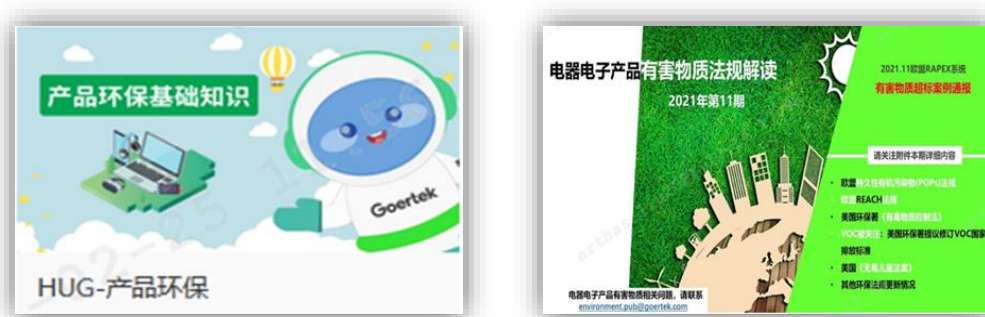 产品环保基础知识
Goertek
HUG-产品环保
电器电子产品有害物质法规解读
2021年第11期
2021.11欧盟RAPEX系统
有害物质超标案例通报
请关注附件本期详细内容
• 欧盟持久性有机污染物(POPs)法规
• 欧盟REACH法规
• 美国环保署《有毒物质控制法》
• VOC被关注：美国环保署提议修订VOC国家
排放标准
• 美国《无毒儿童法案》
• 其他环保法规更新情况
电器电子产品有害物质相关问题，请联系
environment.pub@goertek.com